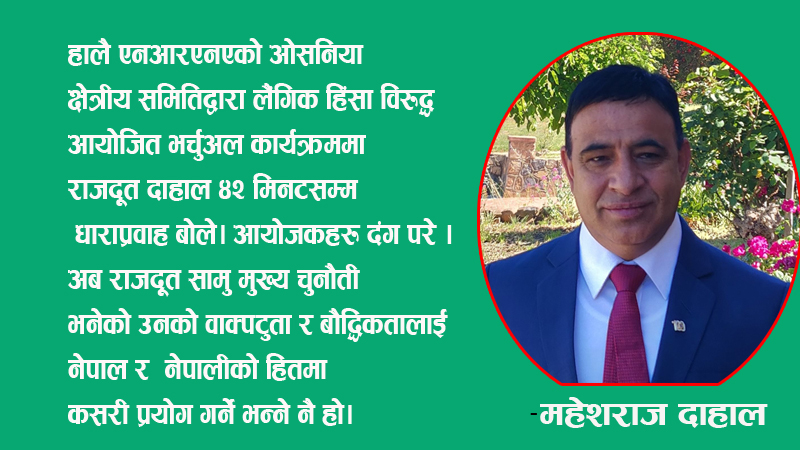 हालै एनआरएनएको ओसनिया
क्षेत्रीय समितिद्वारा लैंगिक हिंसा विरुद्ध
आयोजित भर्चुअल कार्यक्रममा
राजदूत दाहाल ४२ मिनटसम्म
धाराप्रवाह बोले। आयोजकहरु दंग परे ।
अब राजदूत सामु मुख्य चुनौती
भनेको उनको वाक्पटुता र बौद्धिकतालाई
नेपाल र नेपालीको हितमा
कसरी प्रयोग गर्ने भन्ने नै हो।
-महेशराज दाहाल